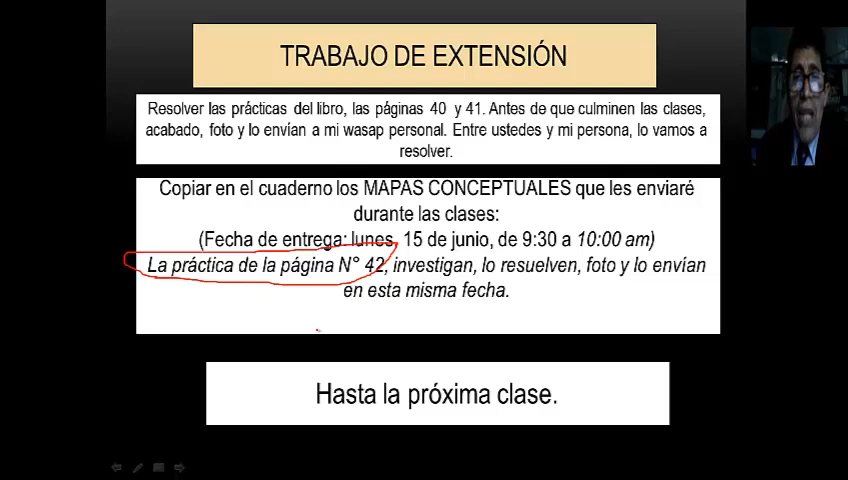 TRABAJO DE EXTENSIÓN
Resolver las prácticas del libro, las páginas 40 y 41. Antes de que culminen las clases,
acabado, foto y lo envían a mi wasap personal. Entre ustedes y mi persona, lo vamos a
resolver.
Copiar en el cuaderno los MAPAS CONCEPTUALES que les enviaré
durante las clases:
(Fecha de entrega: lunes, 15 de junio, de 9:30 a 10:00 am)
La práctica de la página N° 42, investigan, lo resuelven, foto y lo envían
en esta misma fecha.
Hasta la próxima clase.